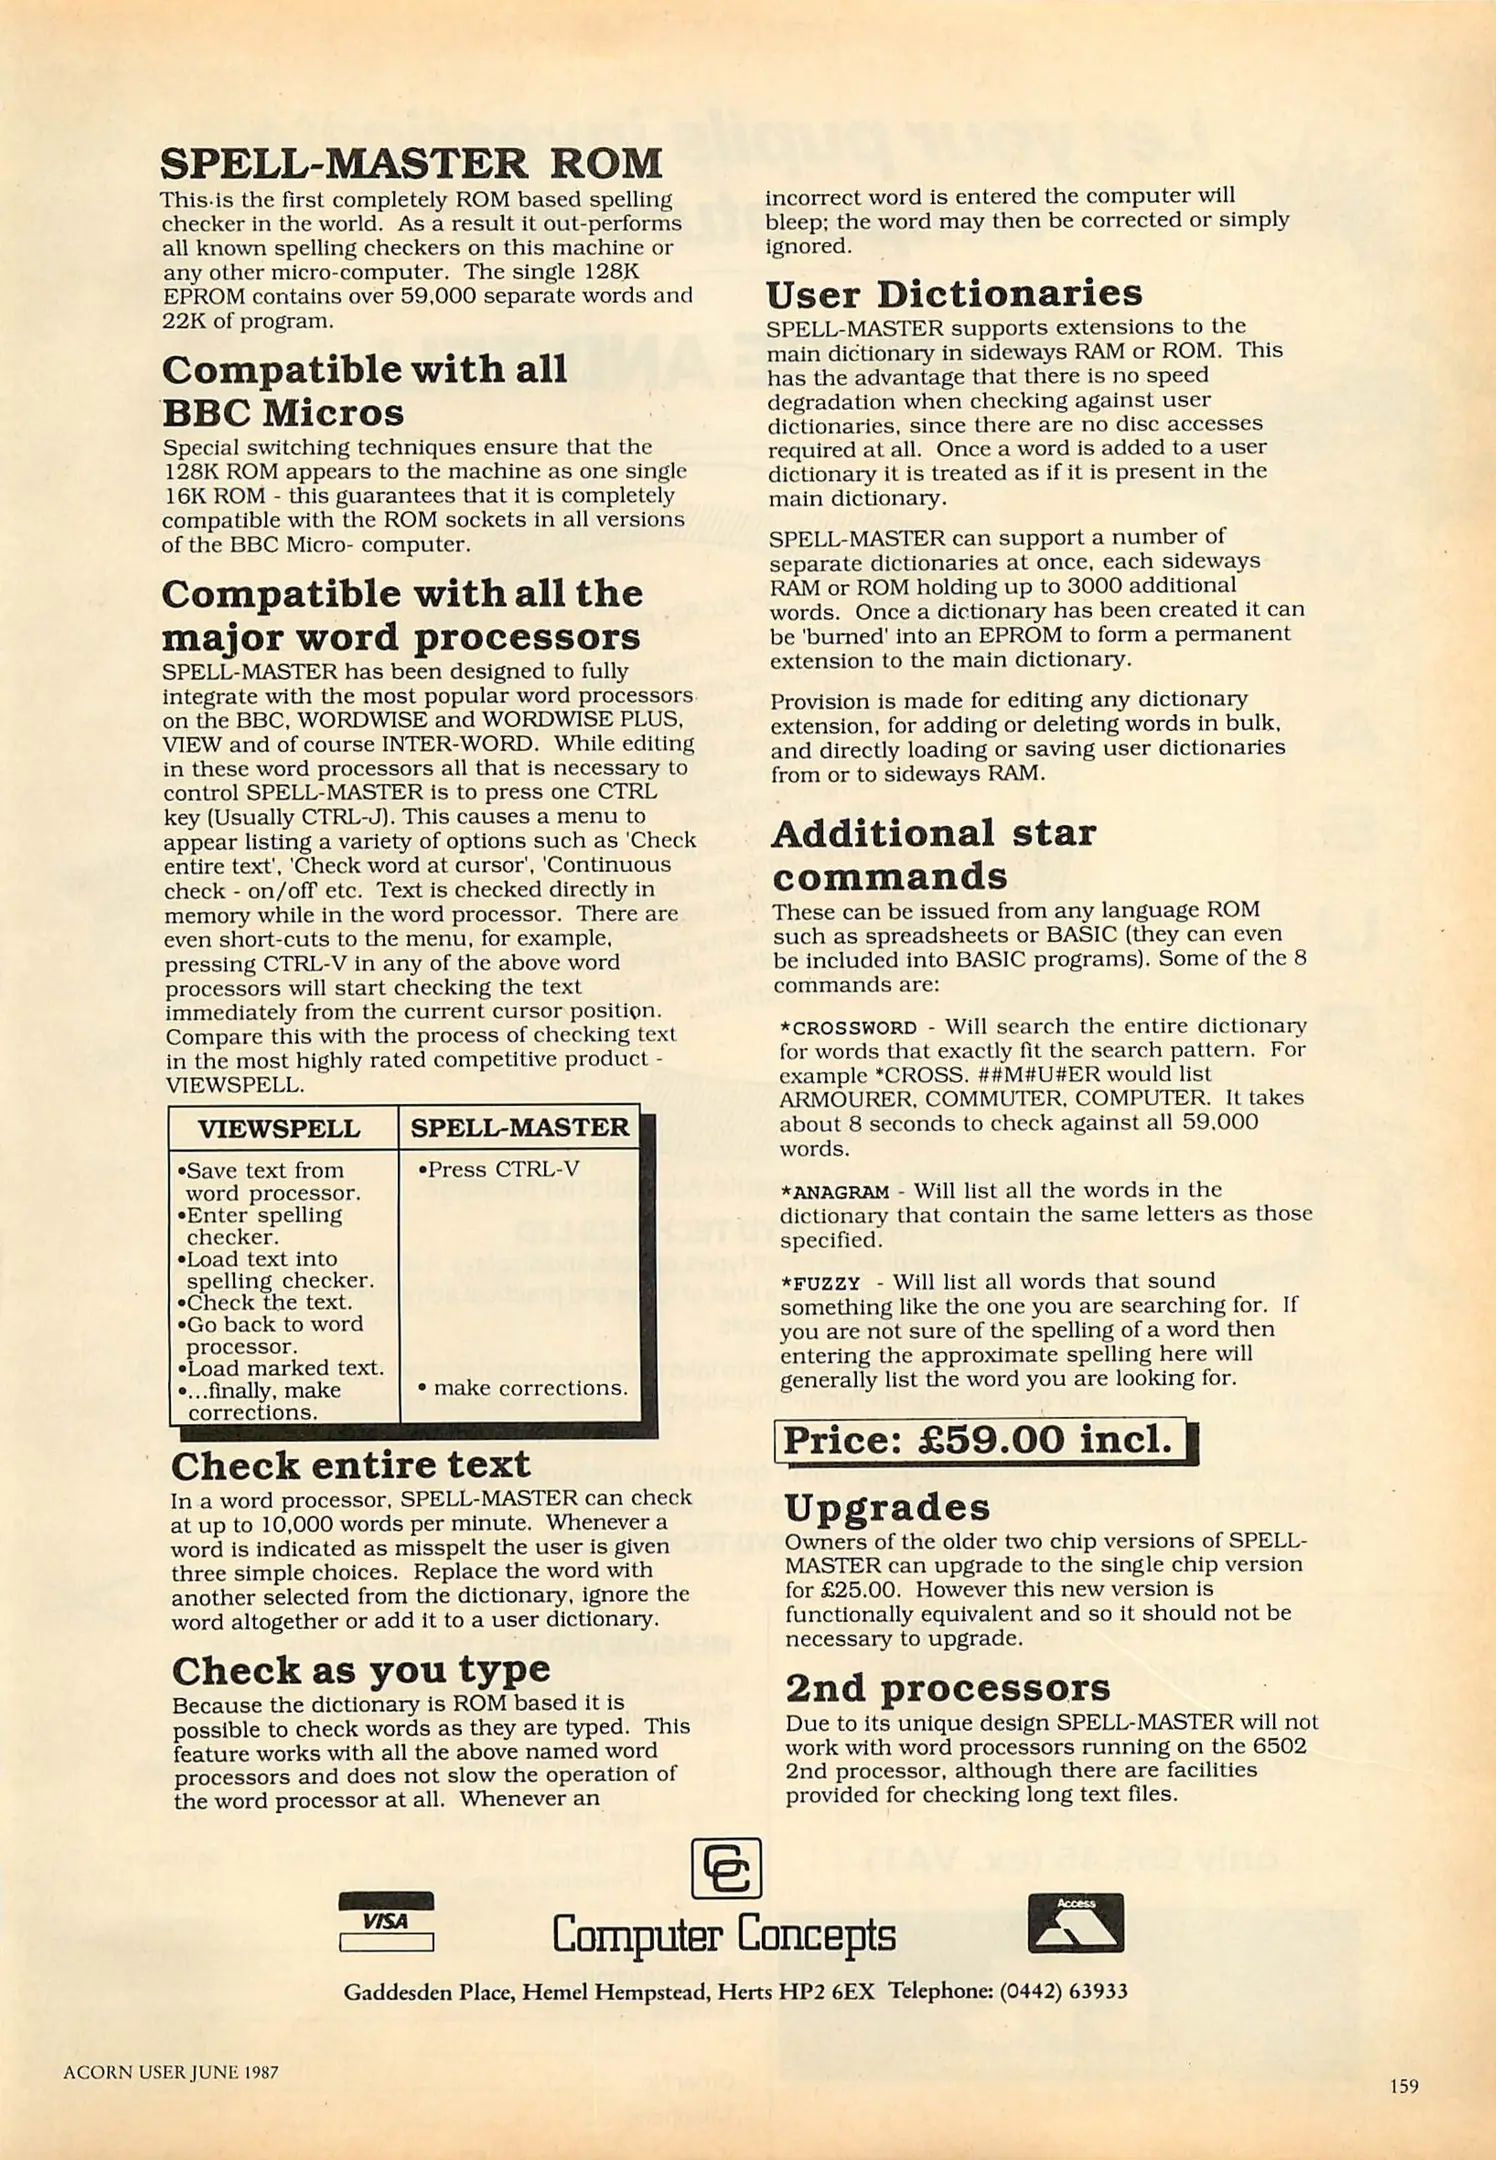 SPELL-MASTER ROM
This is the first completely ROM based spelling
checker in the world. As a result it out-performs
all known spelling checkers on this machine or
any other micro-computer. The single 128K
EPROM contains over 59,000 separate words and
22K of program.
Compatible with all
BBC Micros
Special switching techniques ensure that the
128K ROM appears to the machine as one single
16K ROM - this guarantees that it is completely
compatible with the ROM sockets in all versions
of the BBC Micro- computer.
Compatible with all the
major word processors
SPELL-MASTER has been designed to fully
integrate with the most popular word processors
on the BBC, WORDWISE and WORDWISE PLUS,
VIEW and of course INTER-WORD. While editing
in these word processors all that is necessary to
control SPELL-MASTER is to press one CTRL
key (Usually CTRL-J). This causes a menu to
appear listing a variety of options such as 'Check
entire text', 'Check word at cursor', 'Continuous
check - on/off' etc. Text is checked directly in
memory while in the word processor. There are
even short-cuts to the menu, for example,
pressing CTRL-V in any of the above word
processors will start checking the text
immediately from the current cursor position.
Compare this with the process of checking text
in the most highly rated competitive product -
VIEWSPELL.
VIEWSPELL
•Save text from
word processor.
•Enter spelling
checker.
•Load text into
spelling checker.
•Check the text.
•Go back to word
processor.
•Load marked text.
•...finally, make
corrections.
SPELL-MASTER
•Press CTRL-V
• make corrections.
Check entire text
In a word processor, SPELL-MASTER can check
at up to 10,000 words per minute. Whenever a
word is indicated as misspelt the user is given
three simple choices. Replace the word with
another selected from the dictionary, ignore the
word altogether or add it to a user dictionary.
Check as you type
Because the dictionary is ROM based it is
possible to check words as they are typed. This
feature works with all the above named word
processors and does not slow the operation of
the word processor at all. Whenever an
incorrect word is entered the computer will
bleep; the word may then be corrected or simply
ignored.
User Dictionaries
SPELL-MASTER supports extensions to the
main dictionary in sideways RAM or ROM. This
has the advantage that there is no speed
degradation when checking against user
dictionaries, since there are no disc accesses
required at all. Once a word is added to a user
dictionary it is treated as if it is present in the
main dictionary.
SPELL-MASTER can support a number of
separate dictionaries at once, each sideways
RAM or ROM holding up to 3000 additional
words. Once a dictionary has been created it can
be 'burned' into an EPROM to form a permanent
extension to the main dictionary.
Provision is made for editing any dictionary
extension, for adding or deleting words in bulk,
and directly loading or saving user dictionaries
from or to sideways RAM.
Additional star
commands
These can be issued from any language ROM
such as spreadsheets or BASIC (they can even
be included into BASIC programs). Some of the 8
commands are:
*CROSSWORD - Will search the entire dictionary
for words that exactly fit the search pattern. For
example *CROSS. ##M#U#ER would list
ARMOURER, COMMUTER, COMPUTER. It takes
about 8 seconds to check against all 59,000
words.
*ANAGRAM - Will list all the words in the
dictionary that contain the same letters as those
specified.
*FUZZY - Will list all words that sound
something like the one you are searching for. If
you are not sure of the spelling of a word then
entering the approximate spelling here will
generally list the word you are looking for.
Price: £59.00 incl.
Upgrades
Owners of the older two chip versions of SPELL-
MASTER can upgrade to the single chip version
for £25.00. However this new version is
functionally equivalent and so it should not be
necessary to upgrade.
2nd processors
Due to its unique design SPELL-MASTER will not
work with word processors running on the 6502
2nd processor, although there are facilities
provided for checking long text files.
VISA
CC
Computer Concepts
Access
Gaddesden Place, Hemel Hempstead, Herts HP2 6EX Telephone: (0442) 63933
ACORN USER JUNE 1987
159